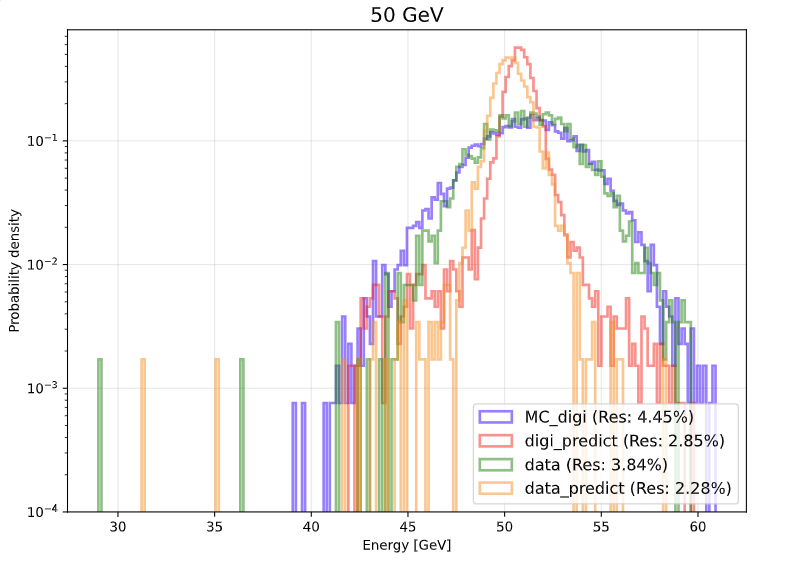 50 GeV
Probability density
10⁻¹
10⁻²
10⁻³
10⁻⁴
MC_digi (Res: 4.45%)
digi_predict (Res: 2.85%)
data (Res: 3.84%)
data_predict (Res: 2.28%)
30 35 40 45 50 55 60
Energy [GeV]